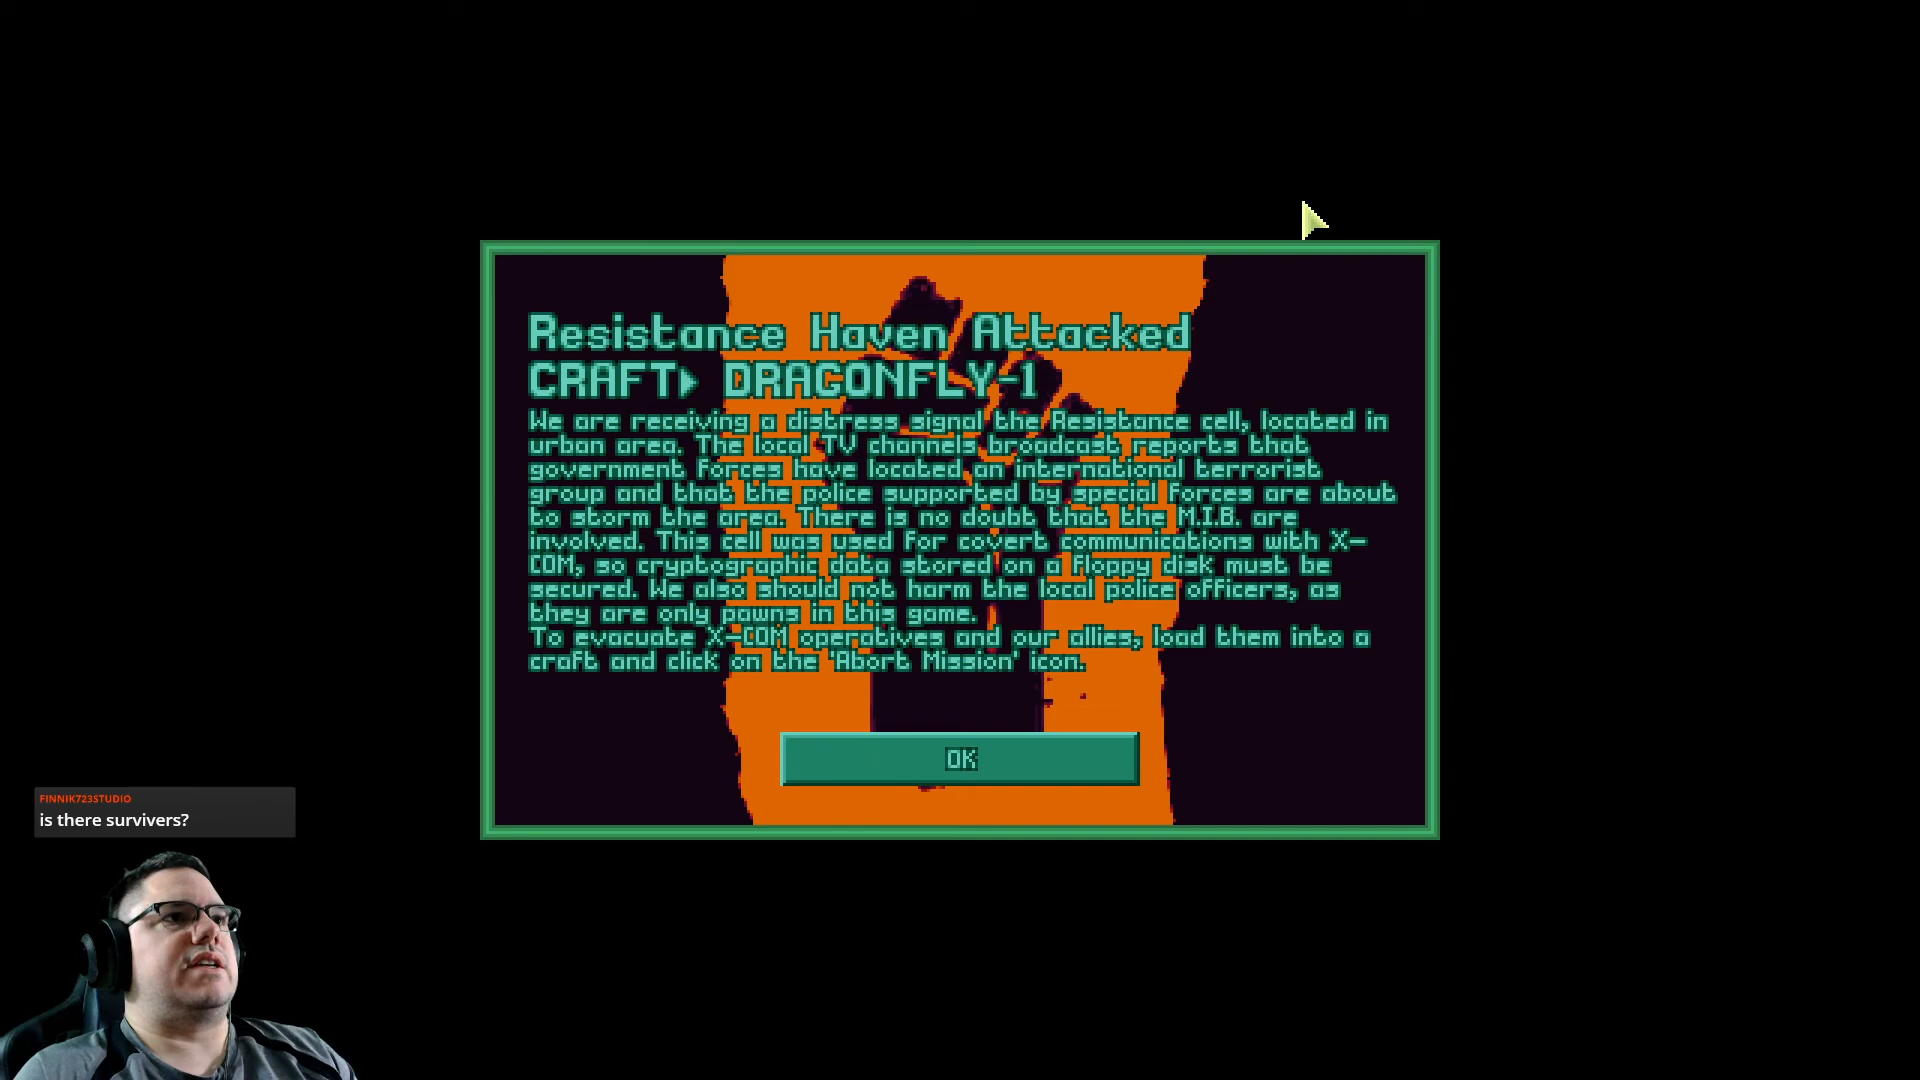 Resistance Haven Attacked
CRAFT▶ DRAGONFLY-1
We are receiving a distress signal the Resistance cell, located in
urban area. The local TV channels broadcast reports that
government forces have located an international terrorist
group and that the police supported by special forces are about
to storm the area. There is no doubt that the M.I.B. are
involved. This cell was used for covert communications with X-
COM, so cryptographic data stored on a floppy disk must be
secured. We also should not harm the local police officers, as
they are only pawns in this game.
To evacuate X-COM operatives and our allies, load them into a
craft and click on the 'Abort Mission' icon.
OK
FINNIK723STUDIO
is there survivers?